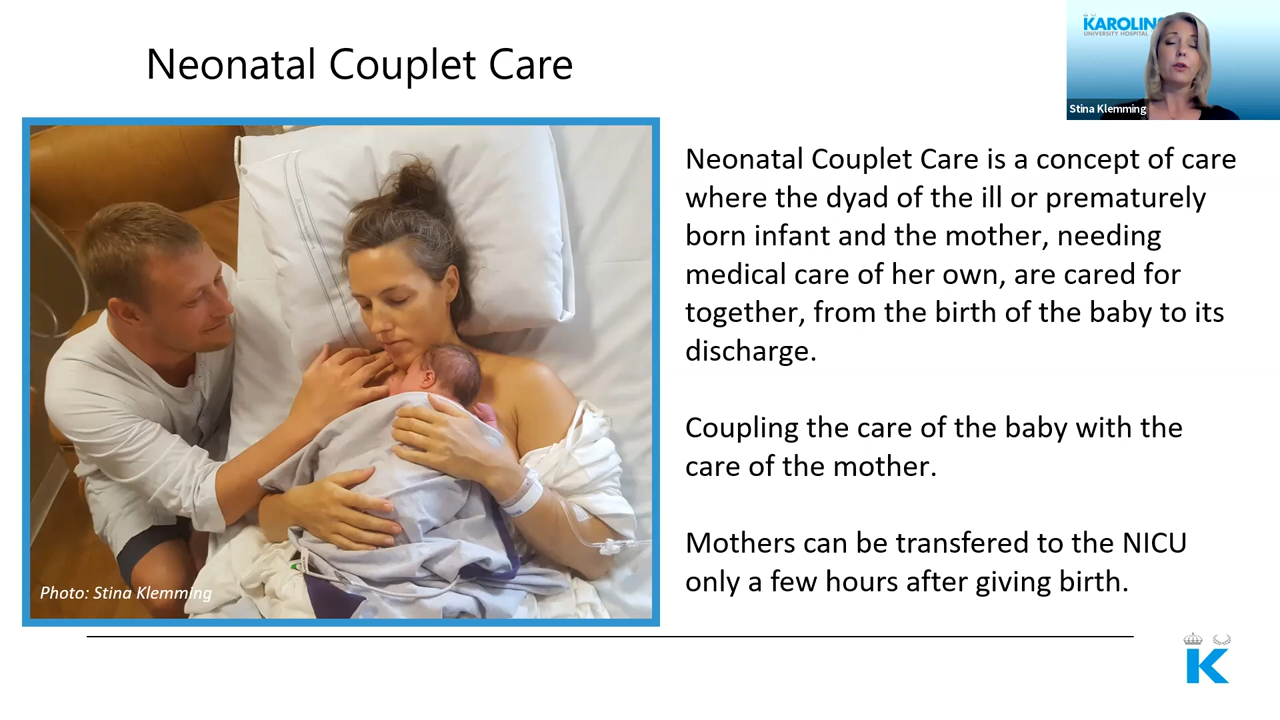 Neonatal Couplet Care
UNIVERSITY HOSPITAL
Stina Klemming
Neonatal Couplet Care is a concept of care
where the dyad of the ill or prematurely
born infant and the mother, needing
medical care of her own, are cared for
together, from the birth of the baby to its
discharge.
Coupling the care of the baby with the
care of the mother.
Mothers can be transfered to the NICU
only a few hours after giving birth.
Photo: Stina Klemming
K